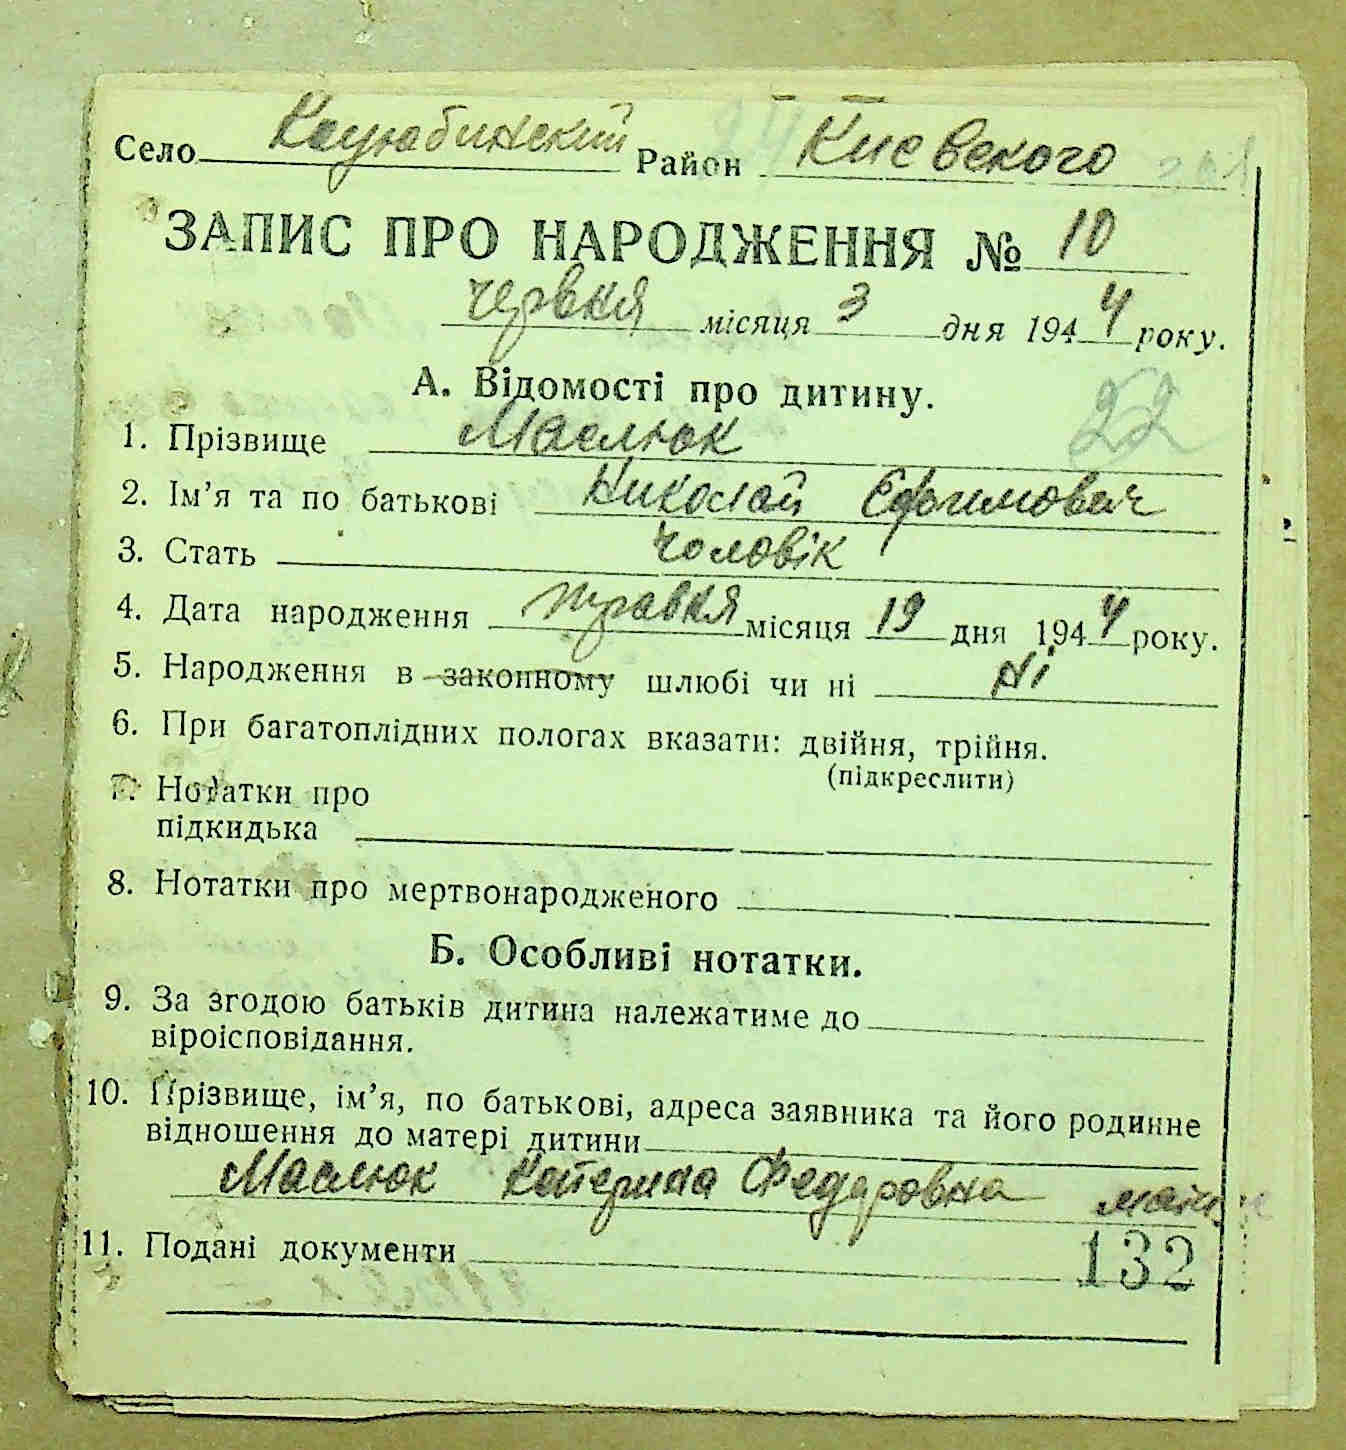 Село Коцюбинский Район Киевского
ЗАПИС ПРО НАРОДЖЕННЯ № 10
червня місяця 3 дня 1944 року.
А. Відомості про дитину.
22
1. Прізвище Маслюк
2. Ім'я та по батькові Николай Ефимович
3. Стать чоловік
4. Дата народження травня місяця 19 дня 1944 року.
5. Народження в законному шлюбі чи ні ні
6. При багатоплідних пологах вказати: двійня, трійня.
(підкреслити)
7. Нотатки про
підкидька
8. Нотатки про мертвонародженого
Б. Особливі нотатки.
9. За згодою батьків дитина належатиме до
віроісповідання.
10. Прізвище, ім'я, по батькові, адреса заявника та його родинне
відношення до матері дитини
Маслюк Катерина Федоровна мати
11. Подані документи
132